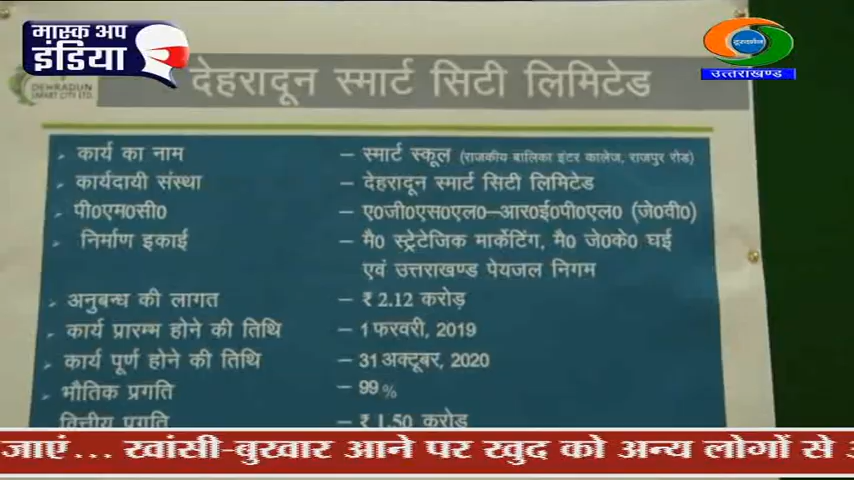 मास्क अप
इंडिया
दूरदर्शन
उत्तराखण्ड
DEHRADUN
SMART CITY LTD.
देहरादून स्मार्ट सिटी लिमिटेड
कार्य का नाम – स्मार्ट स्कूल (राजकीय बालिका इंटर कालेज, राजपुर रोड)
कार्यदायी संस्था – देहरादून स्मार्ट सिटी लिमिटेड
पी0एम0सी0 – ए0जी0एस0एल0–आर0ई0पी0एल0 (जे0वी0)
निर्माण इकाई – मै0 स्ट्रेटेजिक मार्केटिंग, मै0 जे0के0 घई
एवं उत्तराखण्ड पेयजल निगम
अनुबन्ध की लागत – ₹ 2.12 करोड़
कार्य प्रारम्भ होने की तिथि – 1 फरवरी, 2019
कार्य पूर्ण होने की तिथि – 31 अक्टूबर, 2020
भौतिक प्रगति – 99 %
वित्तीय प्रगति – ₹ 1.50 करोड़
जाएं... खांसी-बुखार आने पर खुद को अन्य लोगों से